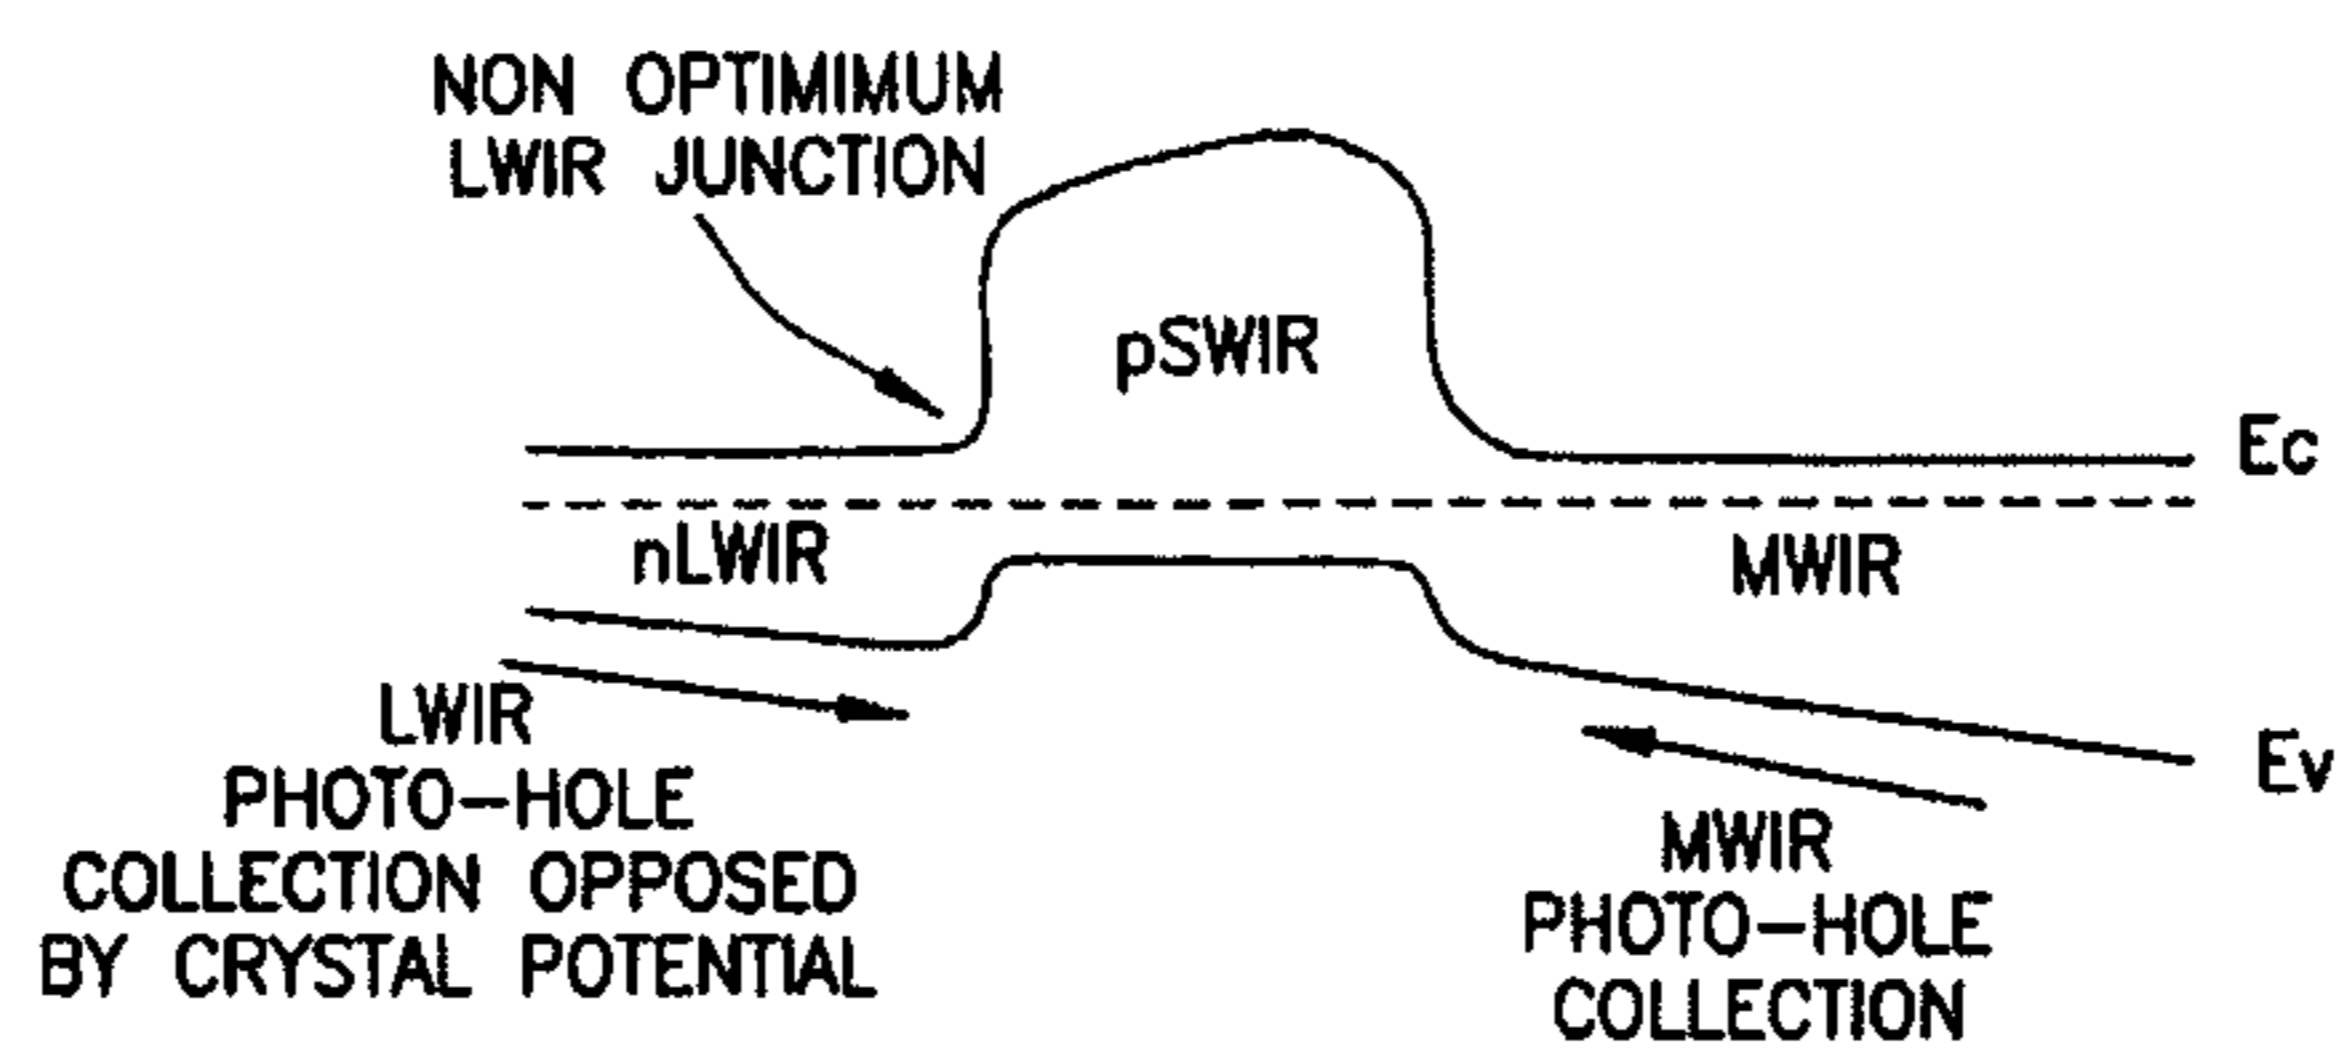 NON OPTIMIMUM
LWIR JUNCTION
pSWIR
Ec
nLWIR
MWIR
Ev
LWIR
PHOTO-HOLE
COLLECTION OPPOSED
BY CRYSTAL POTENTIAL
MWIR
PHOTO-HOLE
COLLECTION